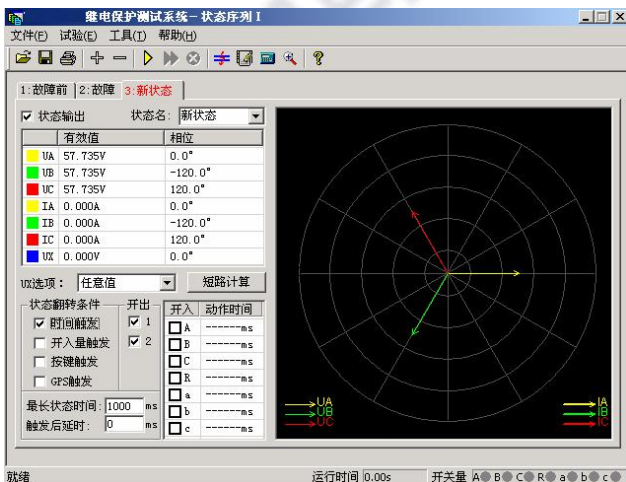 继电保护测试系统-状态序列 I
文件(F) 试验(E) 工具(T) 帮助(H)
1:故障前 2:故障 3:新状态
状态输出 状态名: 新状态
有效值 相位
UA 57.735V 0.0°
UB 57.735V -120.0°
UC 57.735V 120.0°
IA 0.000A 0.0°
IB 0.000A -120.0°
IC 0.000A 120.0°
UX 0.000V 0.0°
UX选项: 任意值 短路计算
状态翻转条件 开出 开入 动作时间
时间触发 1 A ------ms
开入量触发 2 B ------ms
按键触发 C ------ms
GPS触发 R ------ms
a ------ms
最长状态时间: 1000 ms b ------ms
触发后延时: 0 ms c ------ms
UA IA
UB IB
UC IC
就绪 运行时间 0.00s 开关量 A B C R a b c